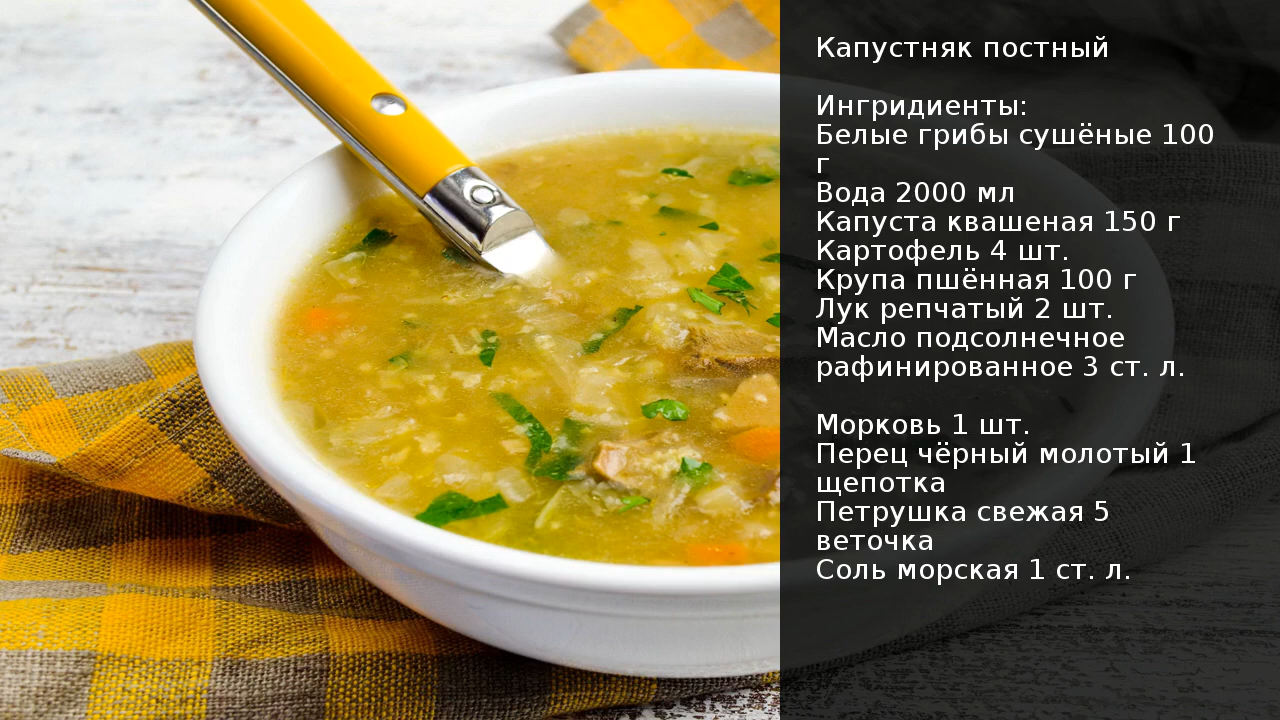 Капустняк постный
Ингридиенты:
Белые грибы сушёные 100
г
Вода 2000 мл
Капуста квашеная 150 г
Картофель 4 шт.
Крупа пшённая 100 г
Лук репчатый 2 шт.
Масло подсолнечное
рафинированное 3 ст. л.
Морковь 1 шт.
Перец чёрный молотый 1
щепотка
Петрушка свежая 5
веточка
Соль морская 1 ст. л.